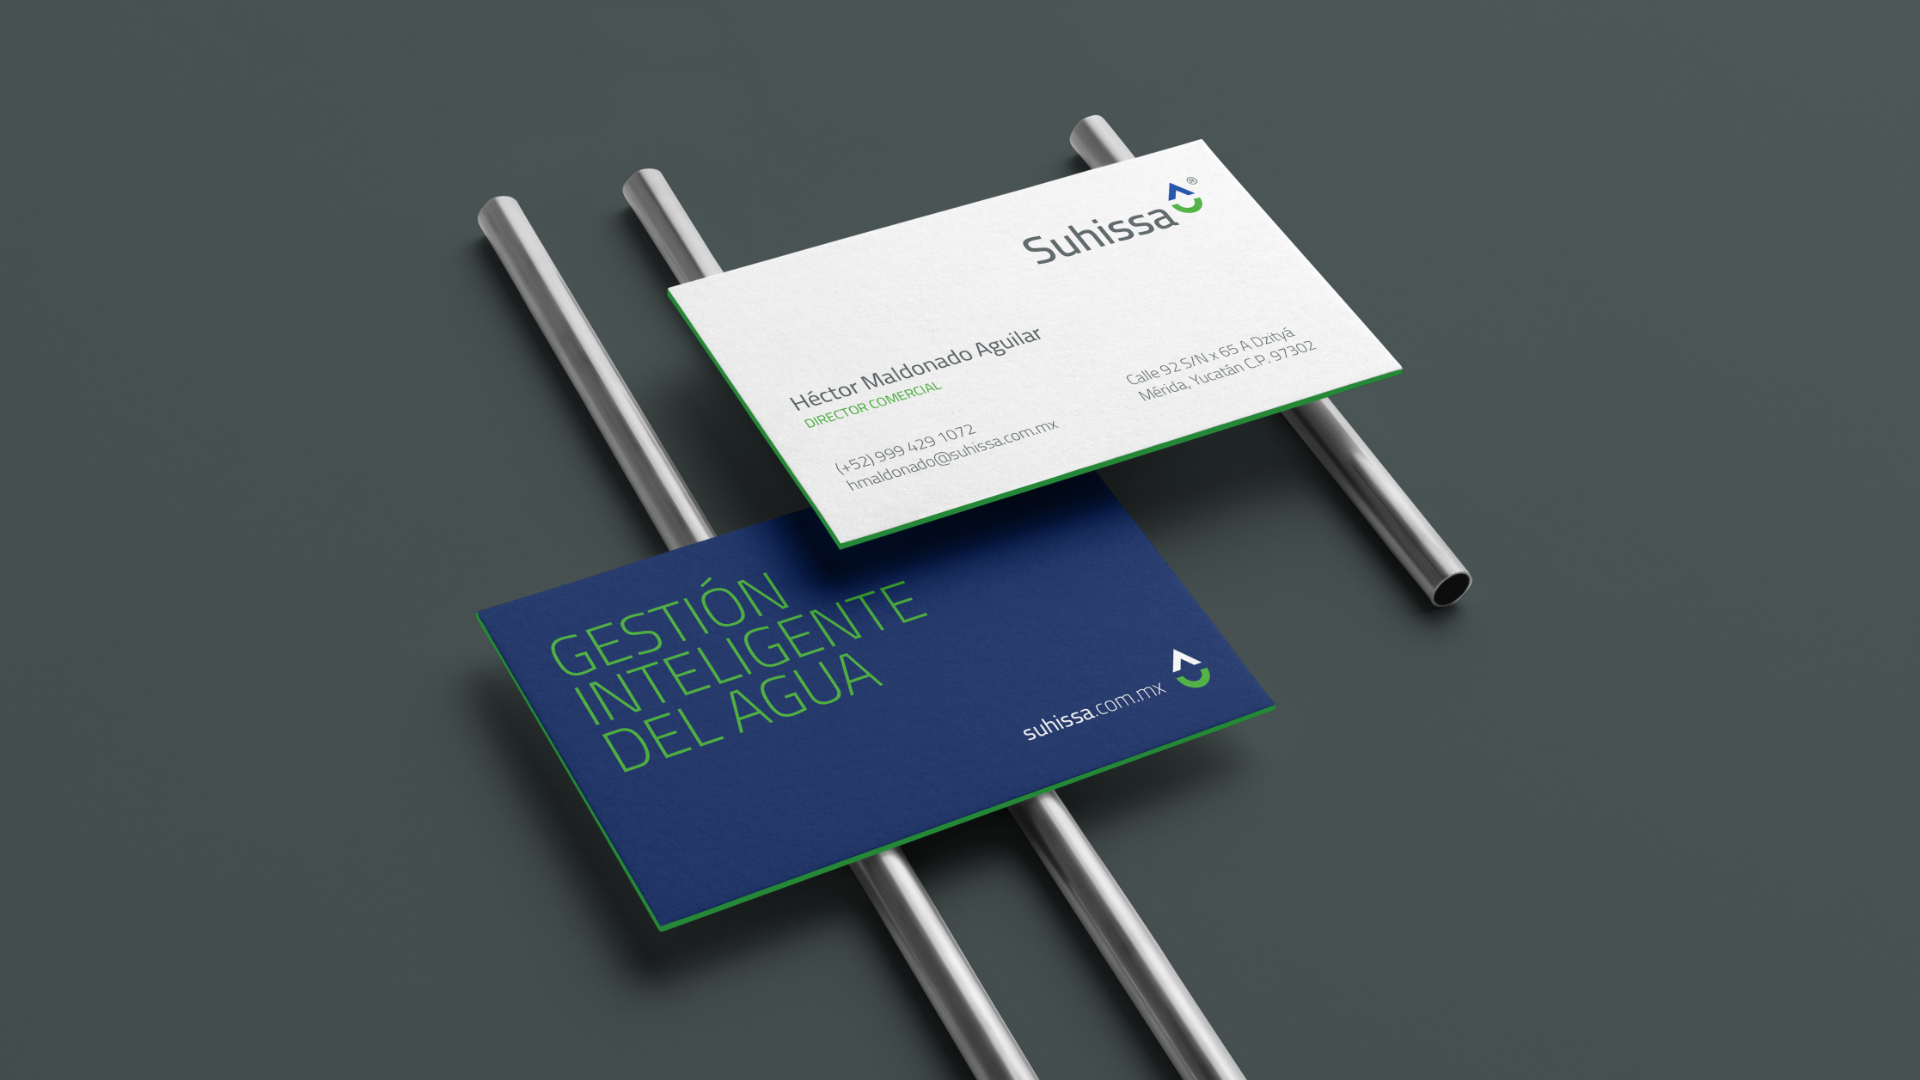 Suhissa®
Héctor Maldonado Aguilar
DIRECTOR COMERCIAL
(+52) 999 429 1072
hmaldonado@suhissa.com.mx
Calle 92 S/N x 65 A Dzityá
Mérida, Yucatán C.P. 97302
GESTIÓN
INTELIGENTE
DEL AGUA
suhissa.com.mx